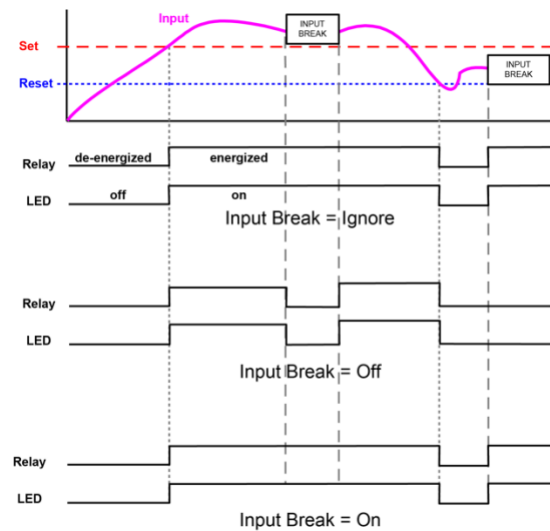 Input
INPUT
BREAK
Set
INPUT
BREAK
Reset
de-energized
energized
Relay
off
on
LED
Input Break = Ignore
Relay
LED
Input Break = Off
Relay
LED
Input Break = On